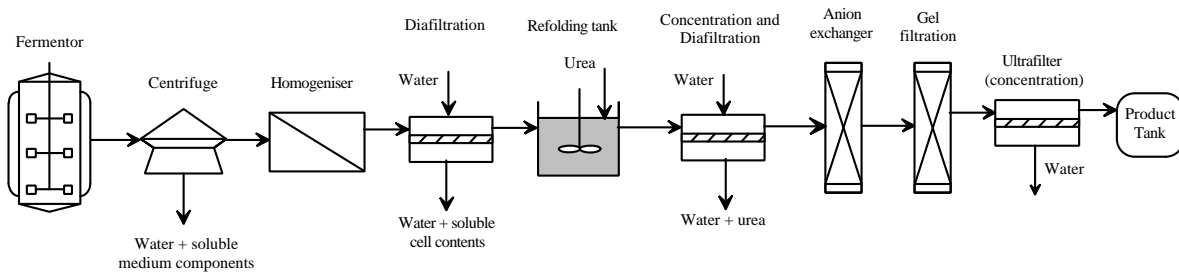 Fermentor
Centrifuge
Water + soluble
medium components
Homogeniser
Diafiltration
Water
Water + soluble
cell contents
Refolding tank
Urea
Concentration and
Diafiltration
Water
Water + urea
Anion
exchanger
Gel
filtration
Ultrafilter
(concentration)
Water
Product
Tank